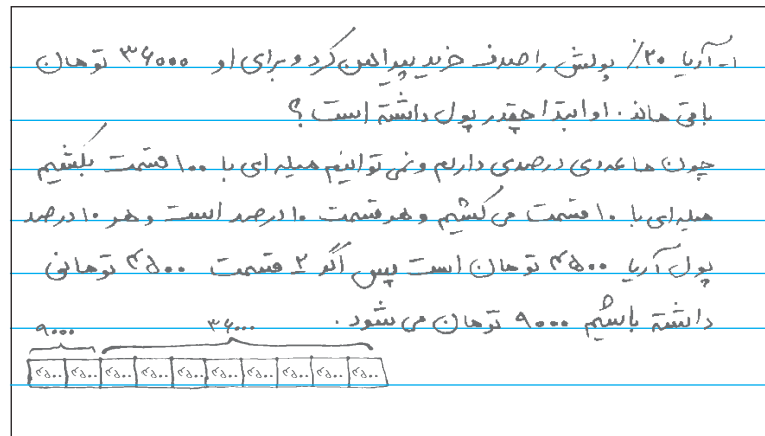 ۱- آریا ۲۰٪ پولش را صرف خرید پیراهن کرد و برای او ۳۶۰۰۰ تومان
باقی ماند. او ابتدا چقدر پول داشته است؟
چون ما عددی درصدی داریم و نمی توانیم میله ای با ۱۰۰ قسمت بکشیم
میله ای با ۱۰ قسمت می کشیم و هر قسمت ۱۰ درصد است و هر ۱۰ درصد
پول آریا ۴۵۰۰ تومان است پس اگر ۲ قسمت ۴۵۰۰ تومانی
داشته باشیم ۹۰۰۰ تومان می شود.
۹۰۰۰ ۳۶۰۰۰
۴۵۰۰ ۴۵۰۰ ۴۵۰۰ ۴۵۰۰ ۴۵۰۰ ۴۵۰۰ ۴۵۰۰ ۴۵۰۰ ۴۵۰۰ ۴۵۰۰